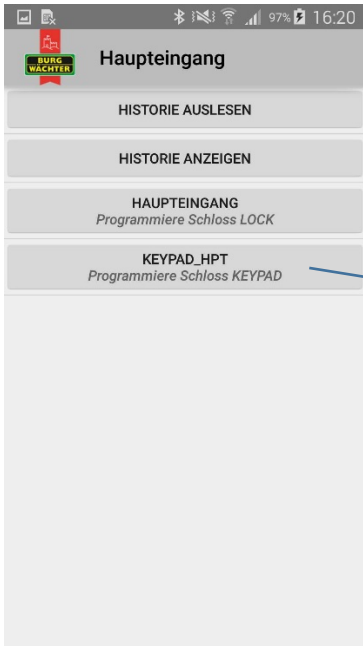 97% 16:20
BURG
WÄCHTER
Haupteingang
HISTORIE AUSLESEN
HISTORIE ANZEIGEN
HAUPTEINGANG
Programmiere Schloss LOCK
KEYPAD_HPT
Programmiere Schloss KEYPAD